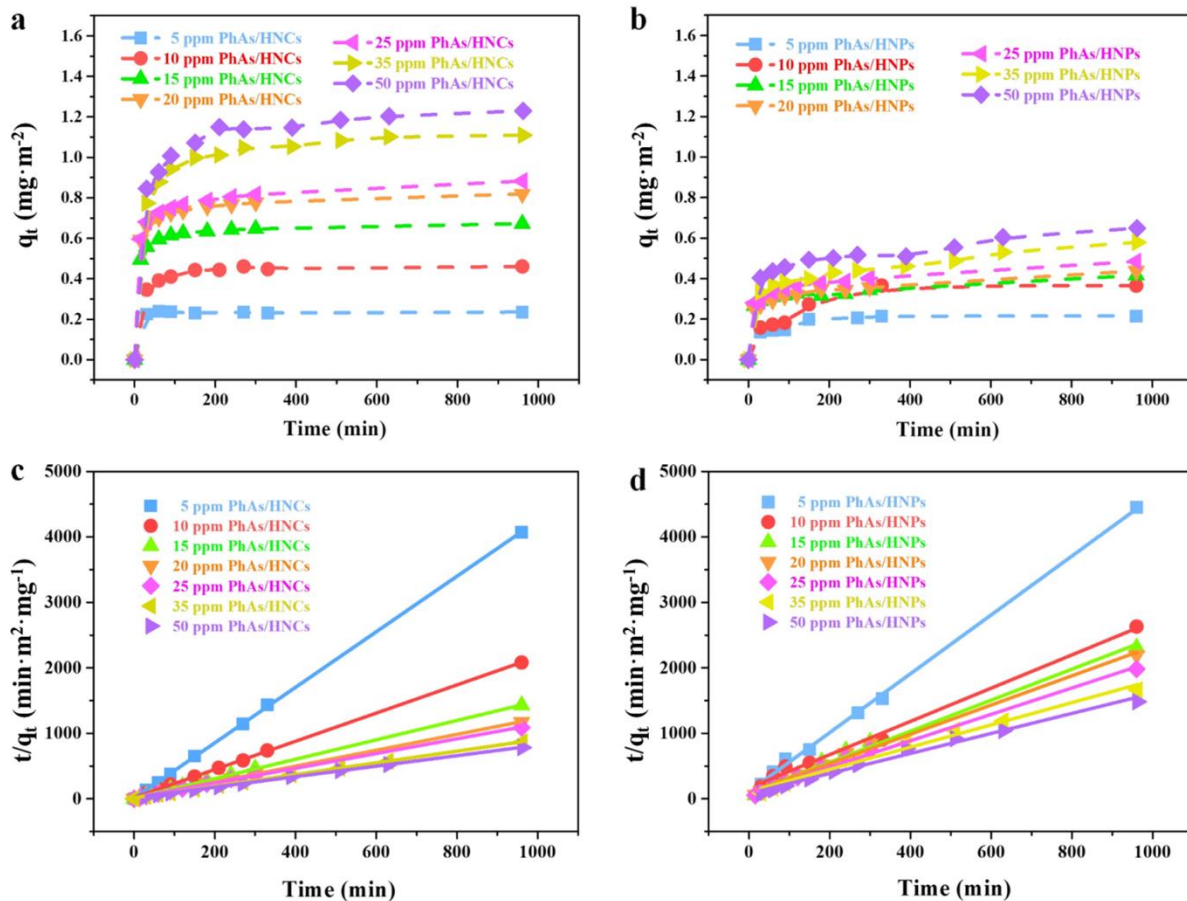 a
1.6
1.4
1.2
1.0
0.8
0.6
0.4
0.2
0.0
qt (mg·m-2)
5 ppm PhAs/HNCs
10 ppm PhAs/HNCs
15 ppm PhAs/HNCs
20 ppm PhAs/HNCs
25 ppm PhAs/HNCs
35 ppm PhAs/HNCs
50 ppm PhAs/HNCs
0 200 400 600 800 1000
Time (min)
b
1.6
1.4
1.2
1.0
0.8
0.6
0.4
0.2
0.0
qt (mg·m-2)
5 ppm PhAs/HNPs
10 ppm PhAs/HNPs
15 ppm PhAs/HNPs
20 ppm PhAs/HNPs
25 ppm PhAs/HNPs
35 ppm PhAs/HNPs
50 ppm PhAs/HNPs
0 200 400 600 800 1000
Time (min)
c
5000
4000
3000
2000
1000
0
t/qt (min·m2·mg-1)
5 ppm PhAs/HNCs
10 ppm PhAs/HNCs
15 ppm PhAs/HNCs
20 ppm PhAs/HNCs
25 ppm PhAs/HNCs
35 ppm PhAs/HNCs
50 ppm PhAs/HNCs
0 200 400 600 800 1000
Time (min)
d
5000
4000
3000
2000
1000
0
t/qt (min·m2·mg-1)
5 ppm PhAs/HNPs
10 ppm PhAs/HNPs
15 ppm PhAs/HNPs
20 ppm PhAs/HNPs
25 ppm PhAs/HNPs
35 ppm PhAs/HNPs
50 ppm PhAs/HNPs
0 200 400 600 800 1000
Time (min)